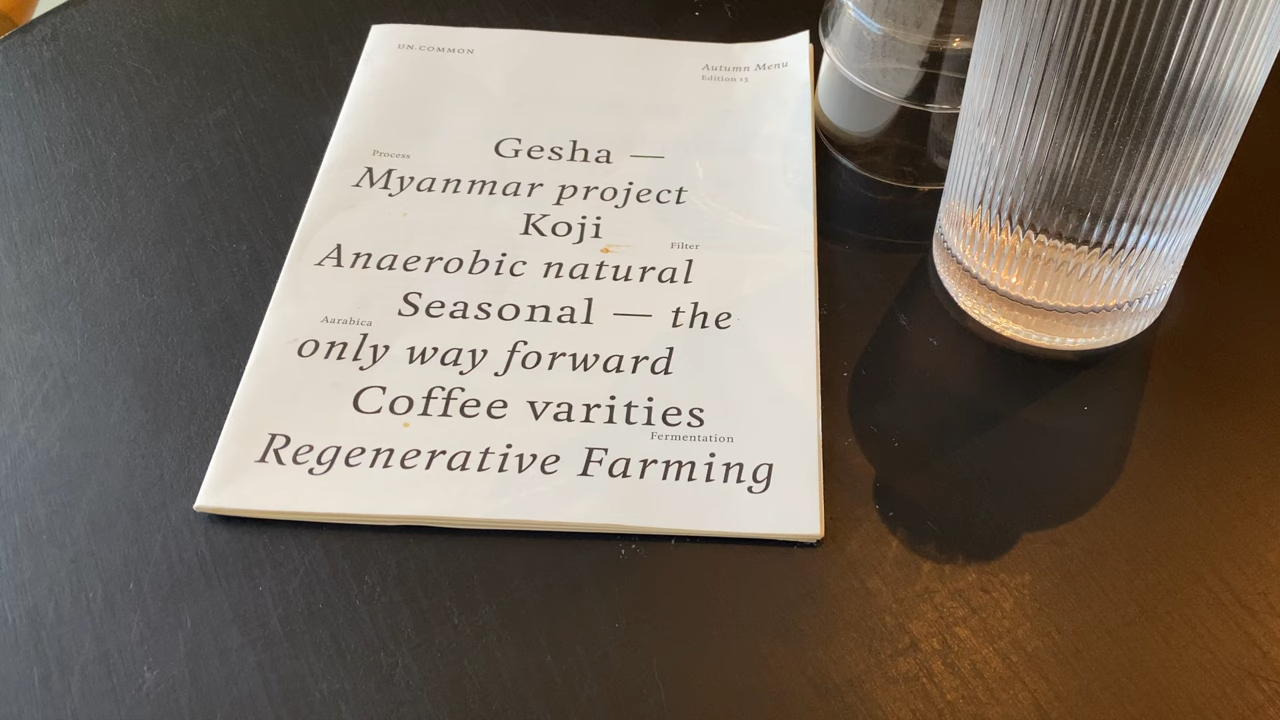 UN.COMMON
Autumn Menu
Edition 13
Gesha —
Process
Myanmar project
Koji
Filter
Anaerobic natural
Seasonal — the
Aarabica
only way forward
Coffee varities
Fermentation
Regenerative Farming